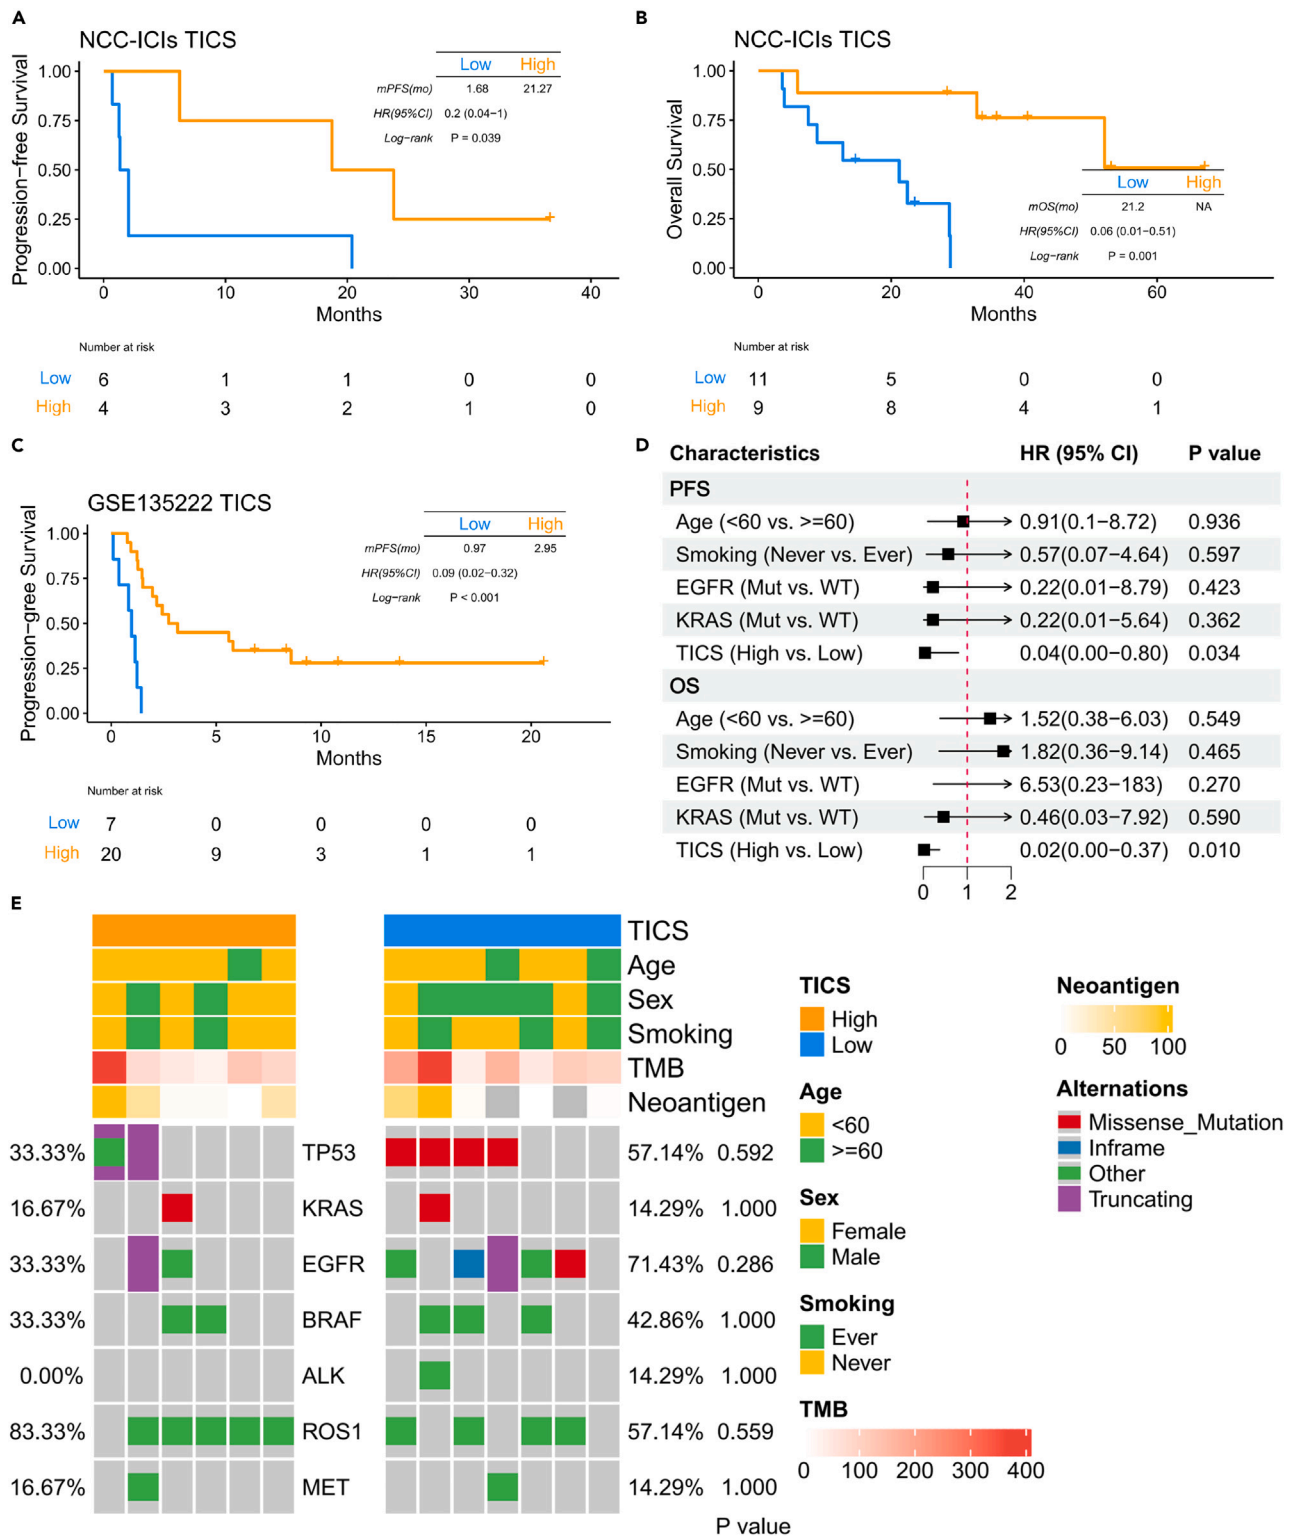 A
NCC-ICIs TICS
Low High
mPFS(mo) 1.68 21.27
HR(95%CI) 0.2 (0.04−1)
Log−rank P = 0.039
Progression−free Survival
1.00
0.75
0.50
0.25
0.00
0 10 20 30 40
Months
Number at risk
Low 6 1 1 0 0
High 4 3 2 1 0
B
NCC-ICIs TICS
Overall Survival
1.00
0.75
0.50
0.25
0.00
Low High
mOS(mo) 21.2 NA
HR(95%CI) 0.06 (0.01−0.51)
Log−rank P = 0.001
0 20 40 60
Months
Number at risk
Low 11 5 0 0
High 9 8 4 1
C
GSE135222 TICS
Low High
mPFS(mo) 0.97 2.95
HR(95%CI) 0.09 (0.02−0.32)
Log−rank P < 0.001
Progression−gree Survival
1.00
0.75
0.50
0.25
0.00
0 5 10 15 20
Months
Number at risk
Low 7 0 0 0 0
High 20 9 3 1 1
D
Characteristics HR (95% CI) P value
PFS
Age (<60 vs. >=60) 0.91(0.1−8.72) 0.936
Smoking (Never vs. Ever) 0.57(0.07−4.64) 0.597
EGFR (Mut vs. WT) 0.22(0.01−8.79) 0.423
KRAS (Mut vs. WT) 0.22(0.01−5.64) 0.362
TICS (High vs. Low) 0.04(0.00−0.80) 0.034
OS
Age (<60 vs. >=60) 1.52(0.38−6.03) 0.549
Smoking (Never vs. Ever) 1.82(0.36−9.14) 0.465
EGFR (Mut vs. WT) 6.53(0.23−183) 0.270
KRAS (Mut vs. WT) 0.46(0.03−7.92) 0.590
TICS (High vs. Low) 0.02(0.00−0.37) 0.010
0 1 2
E
TICS
Age
Sex
Smoking
TMB
Neoantigen
33.33% TP53 57.14% 0.592
16.67% KRAS 14.29% 1.000
33.33% EGFR 71.43% 0.286
33.33% BRAF 42.86% 1.000
0.00% ALK 14.29% 1.000
83.33% ROS1 57.14% 0.559
16.67% MET 14.29% 1.000
P value
TICS
High
Low
Age
<60
>=60
Sex
Female
Male
Smoking
Ever
Never
TMB
0 100 200 300 400
Neoantigen
0 50 100
Alternations
Missense_Mutation
Inframe
Other
Truncating